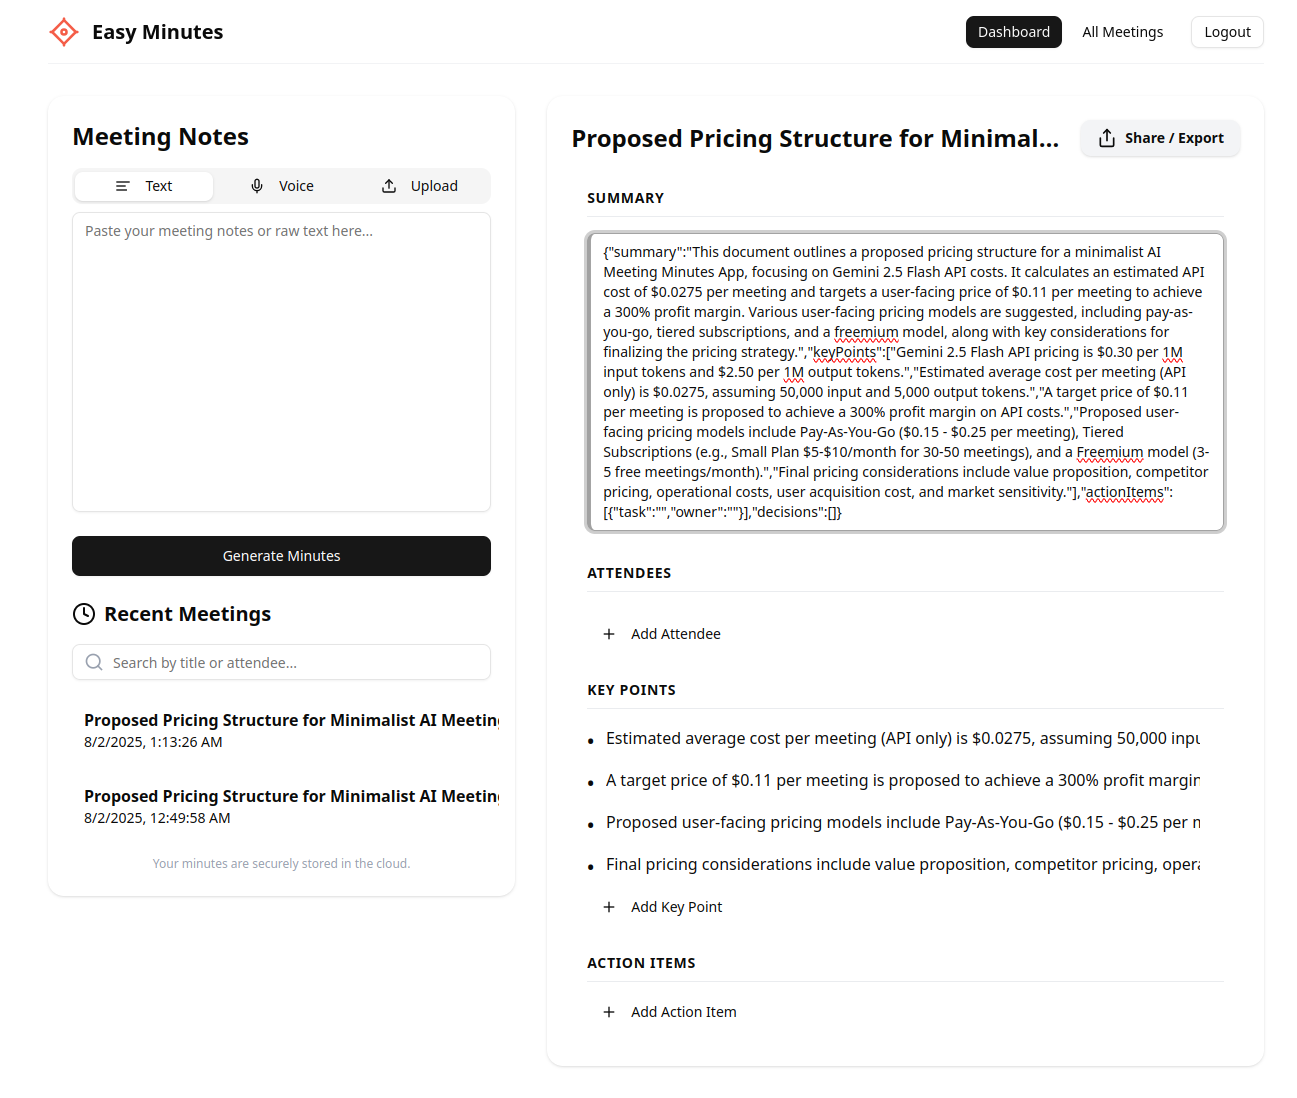 Easy Minutes
Dashboard
All Meetings
Logout
Meeting Notes
Text
Voice
Upload
Paste your meeting notes or raw text here...
Generate Minutes
Recent Meetings
Search by title or attendee...
Proposed Pricing Structure for Minimalist AI Meeting
8/2/2025, 1:13:26 AM
Proposed Pricing Structure for Minimalist AI Meeting
8/2/2025, 12:49:58 AM
Your minutes are securely stored in the cloud.
Proposed Pricing Structure for Minimal...
Share / Export
SUMMARY
{"summary":"This document outlines a proposed pricing structure for a minimalist AI
Meeting Minutes App, focusing on Gemini 2.5 Flash API costs. It calculates an estimated API
cost of $0.0275 per meeting and targets a user-facing price of $0.11 per meeting to achieve
a 300% profit margin. Various user-facing pricing models are suggested, including pay-as-
you-go, tiered subscriptions, and a freemium model, along with key considerations for
finalizing the pricing strategy.","keyPoints":["Gemini 2.5 Flash API pricing is $0.30 per 1M
input tokens and $2.50 per 1M output tokens.","Estimated average cost per meeting (API
only) is $0.0275, assuming 50,000 input and 5,000 output tokens.","A target price of $0.11
per meeting is proposed to achieve a 300% profit margin on API costs.","Proposed user-
facing pricing models include Pay-As-You-Go ($0.15 - $0.25 per meeting), Tiered
Subscriptions (e.g., Small Plan $5-$10/month for 30-50 meetings), and a Freemium model (3-
5 free meetings/month).","Final pricing considerations include value proposition, competitor
pricing, operational costs, user acquisition cost, and market sensitivity."],"actionItems":
[{"task":"","owner":""}],"decisions":[]}
ATTENDEES
Add Attendee
KEY POINTS
• Estimated average cost per meeting (API only) is $0.0275, assuming 50,000 inpu
• A target price of $0.11 per meeting is proposed to achieve a 300% profit margin
• Proposed user-facing pricing models include Pay-As-You-Go ($0.15 - $0.25 per
• Final pricing considerations include value proposition, competitor pricing, opera
Add Key Point
ACTION ITEMS
Add Action Item